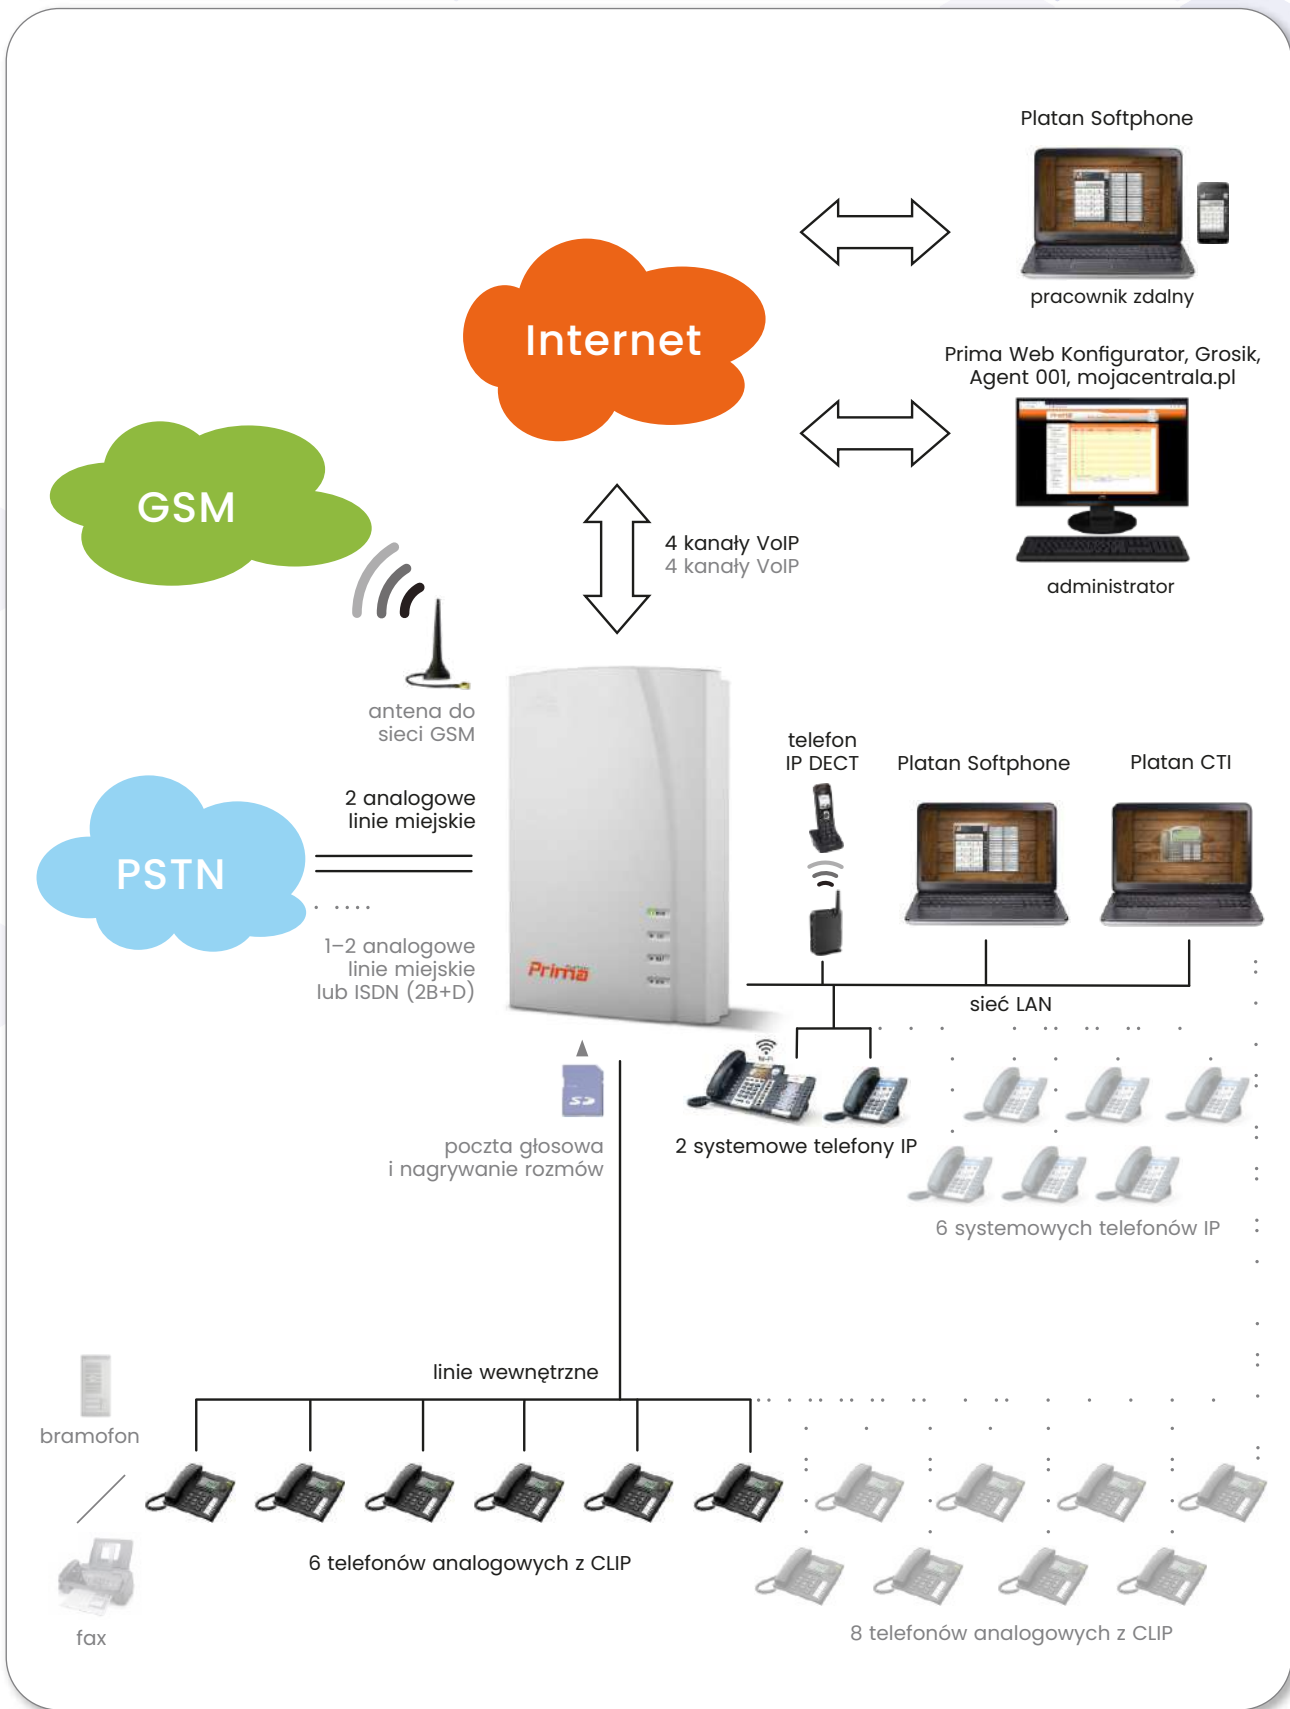 Platan Softphone
pracownik zdalny
Internet
Prima Web Konfigurator, Grosik,
Agent 001, mojacentrala.pl
administrator
GSM
4 kanały VoIP
4 kanały VoIP
antena do
sieci GSM
telefon
IP DECT
Platan Softphone
Platan CTI
2 analogowe
linie miejskie
PSTN
1–2 analogowe
linie miejskie
lub ISDN (2B+D)
Prima
sieć LAN
Wi-Fi
SD
poczta głosowa
i nagrywanie rozmów
2 systemowe telefony IP
6 systemowych telefonów IP
linie wewnętrzne
bramofon
6 telefonów analogowych z CLIP
fax
8 telefonów analogowych z CLIP